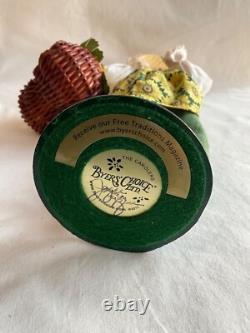 Receive our Free Traditions Magazine
www.byerschoice.com
THE CAROLERS
BYERS' CHOICE
LTD.